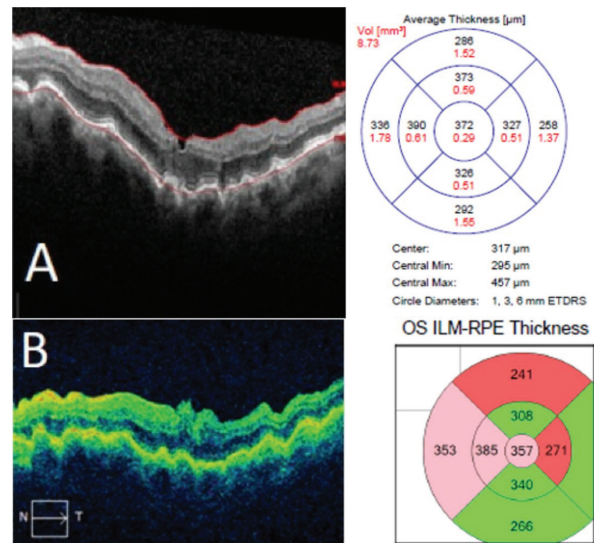 Average Thickness [µm]
Vol [mm³]
8.73
286
1.52
373
0.59
336 390 372 327 258
1.78 0.61 0.29 0.51 1.37
326
0.51
292
1.55
A
Center: 317 µm
Central Min: 295 µm
Central Max: 457 µm
Circle Diameters: 1, 3, 6 mm ETDRS
B
OS ILM-RPE Thickness
241
308
353 385 357 271
340
266
N T